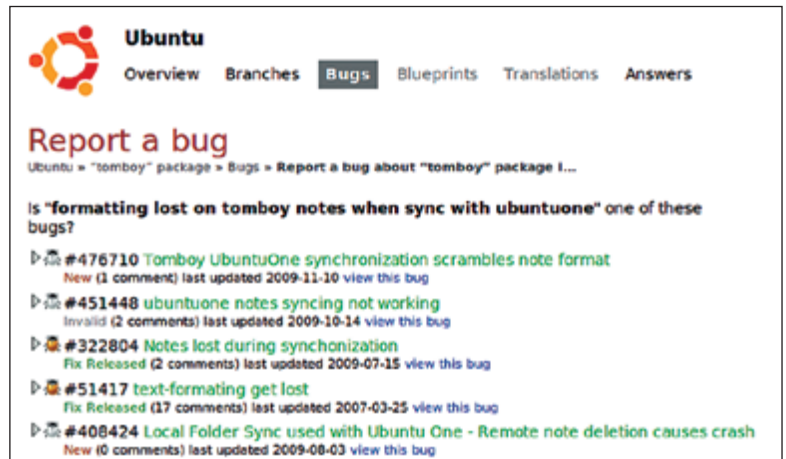 Ubuntu
Overview Branches Bugs Blueprints Translations Answers
Report a bug
Ubuntu » "tomboy" package » Bugs » Report a bug about "tomboy" package i...
Is "formatting lost on tomboy notes when sync with ubuntuone" one of these
bugs?
#476710 Tomboy UbuntuOne synchronization scrambles note format
New (1 comment) last updated 2009-11-10 view this bug
#451448 ubuntuone notes syncing not working
Invalid (2 comments) last updated 2009-10-14 view this bug
#322804 Notes lost during synchonization
Fix Released (2 comments) last updated 2009-07-15 view this bug
#51417 text-formating get lost
Fix Released (17 comments) last updated 2007-03-25 view this bug
#408424 Local Folder Sync used with Ubuntu One - Remote note deletion causes crash
New (0 comments) last updated 2009-08-03 view this bug